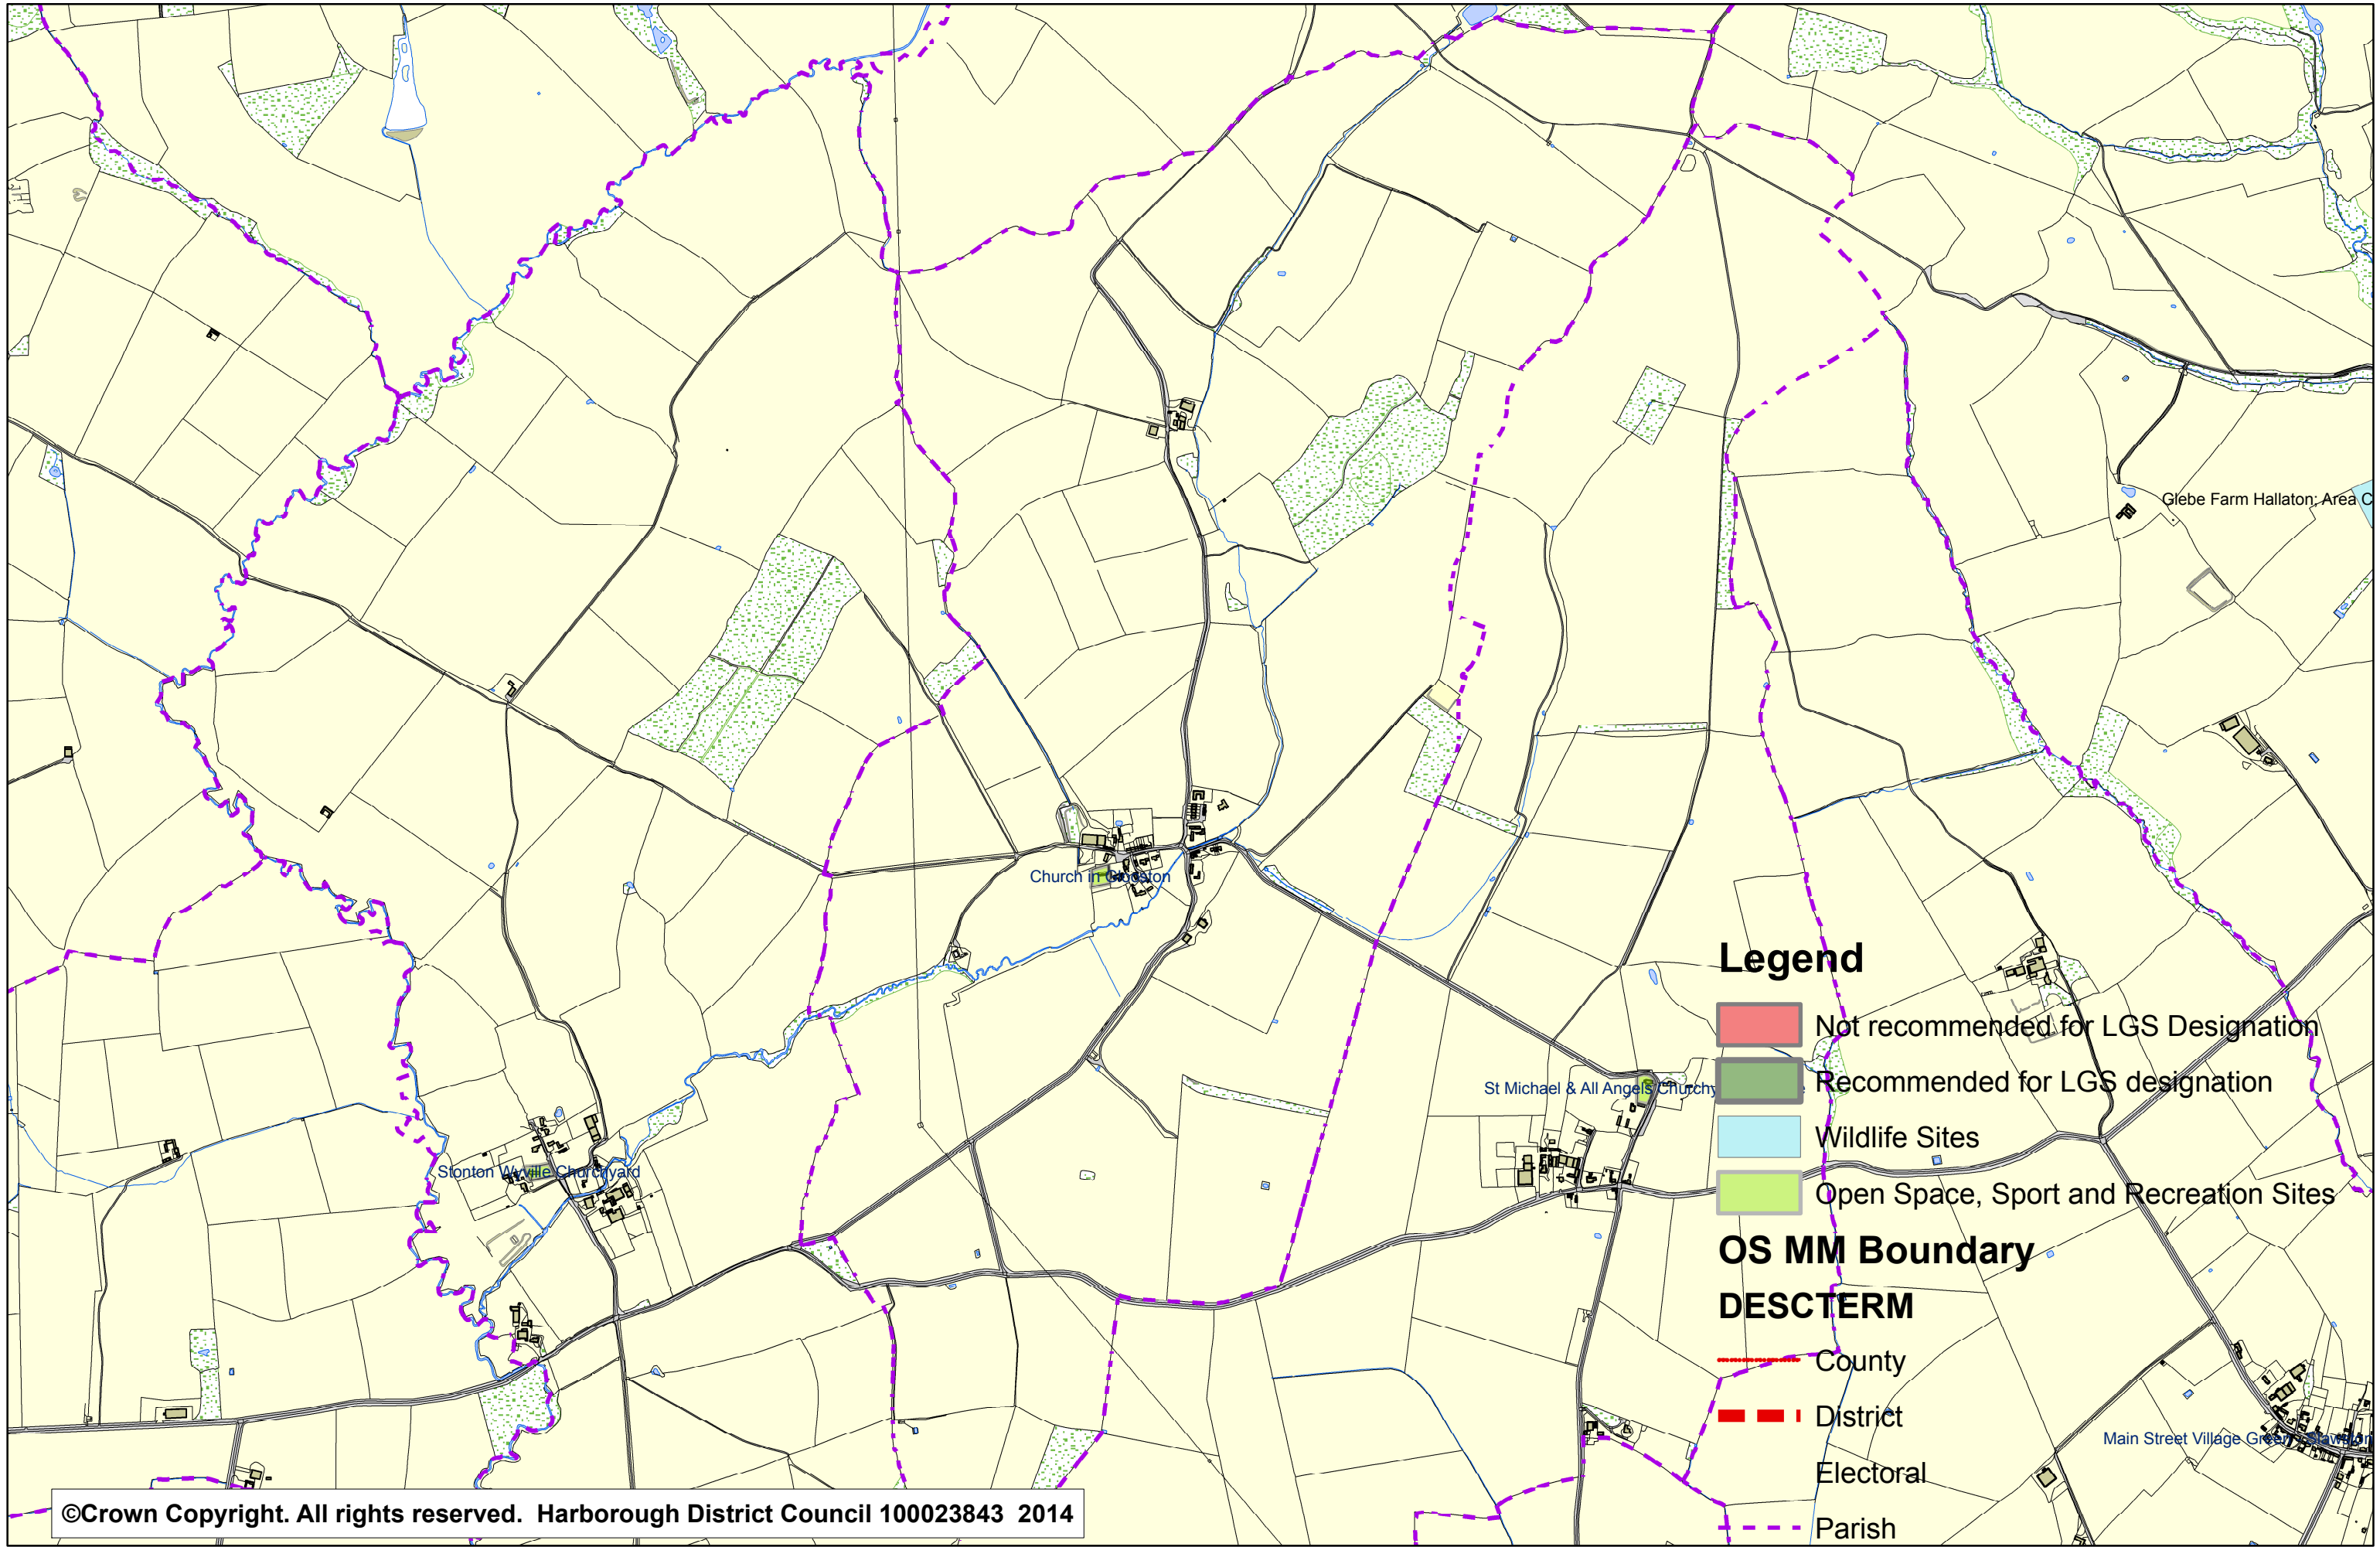 Glebe Farm Hallaton; Area C
Church in Glooston
Legend
Not recommended for LGS Designation
St Michael & All Angels Churchy
Recommended for LGS designation
Wildlife Sites
Stonton Wyville Churchyard
Open Space, Sport and Recreation Sites
OS MM Boundary
DESCTERM
County
District
Main Street Village Green
Electoral
©Crown Copyright. All rights reserved. Harborough District Council 100023843 2014
Parish